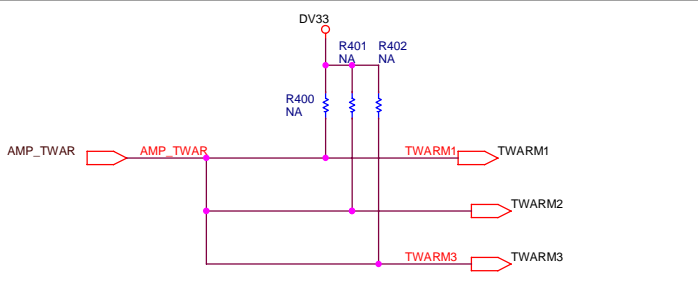 DV33
R401 R402
NA NA
R400
NA
AMP_TWAR AMP_TWAR TWARM1 TWARM1
TWARM2
TWARM3 TWARM3